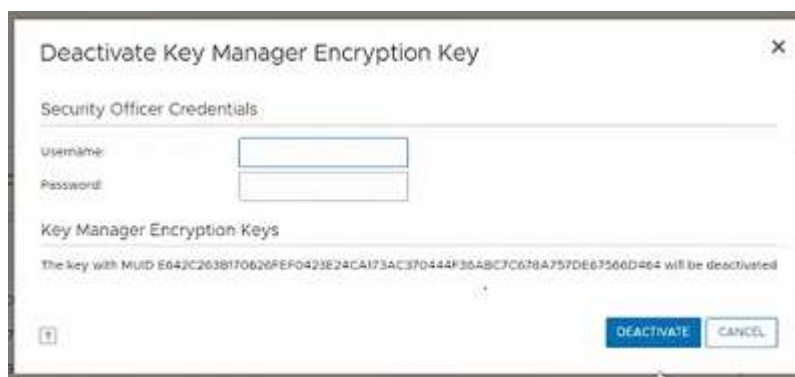 Deactivate Key Manager Encryption Key
Security Officer Credentials
Username:
Password:
Key Manager Encryption Keys
The key with MUID E642C263B170626FEF0423E24CA173AC370444F36ABC7C678A757DE67566D464 will be deactivated
DEACTIVATE CANCEL